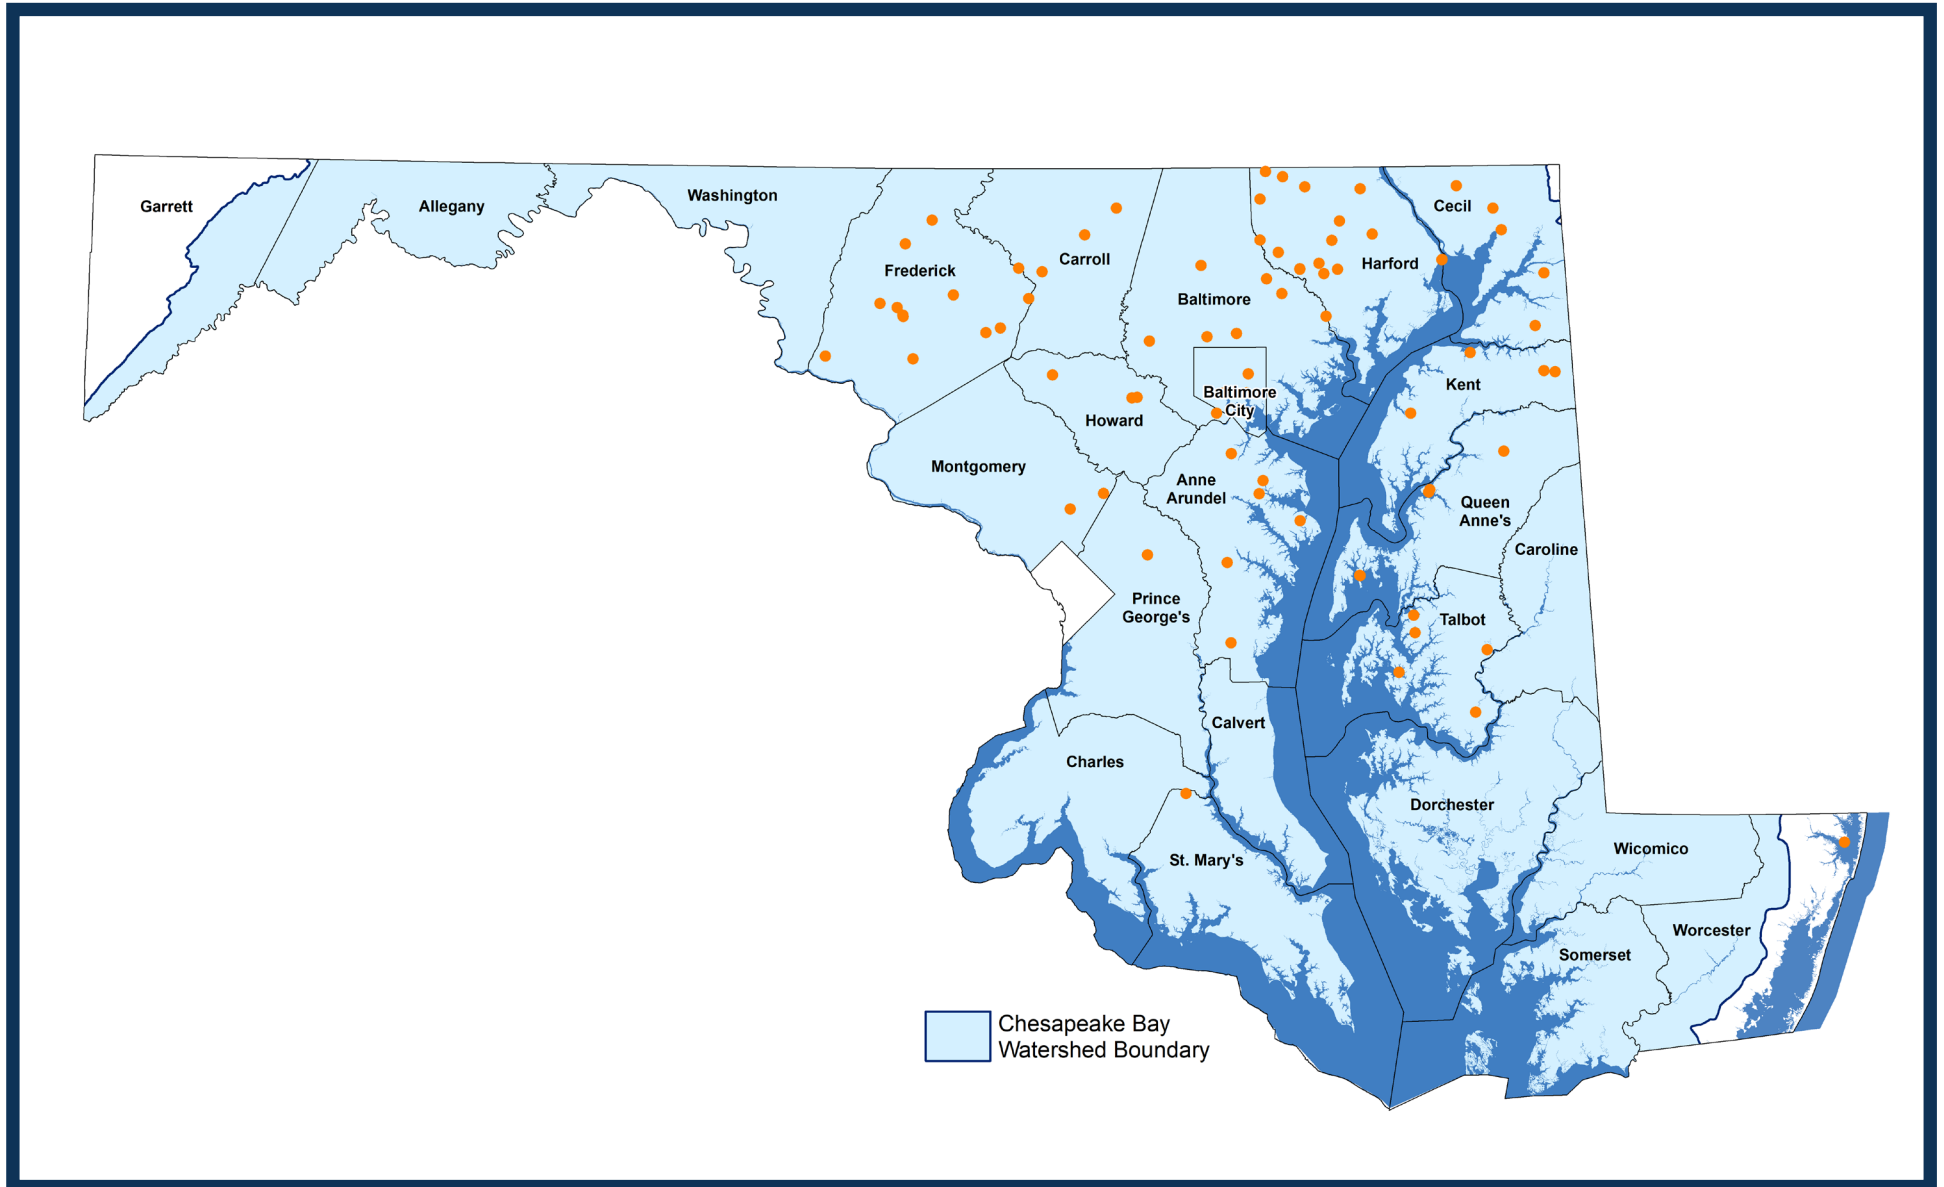 Garrett
Allegany
Washington
Frederick
Carroll
Baltimore
Harford
Cecil
Baltimore
City
Kent
Howard
Montgomery
Anne
Arundel
Queen
Anne's
Caroline
Prince
George's
Talbot
Calvert
Charles
Dorchester
St. Mary's
Wicomico
Worcester
Somerset
Chesapeake Bay
Watershed Boundary